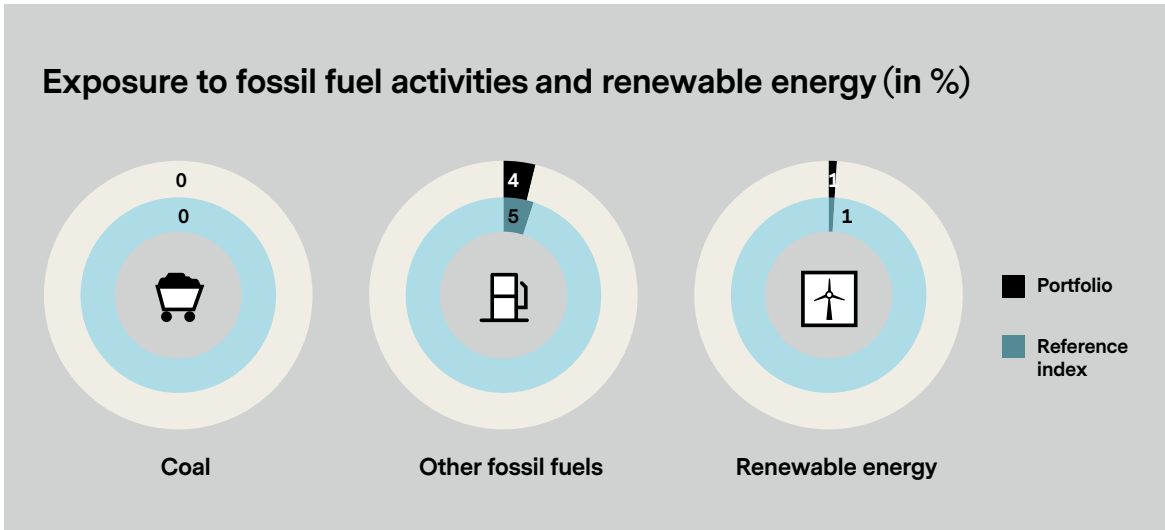 Exposure to fossil fuel activities and renewable energy (in %)
0
0
4
5
1
1
Portfolio
Reference
index
Coal
Other fossil fuels
Renewable energy